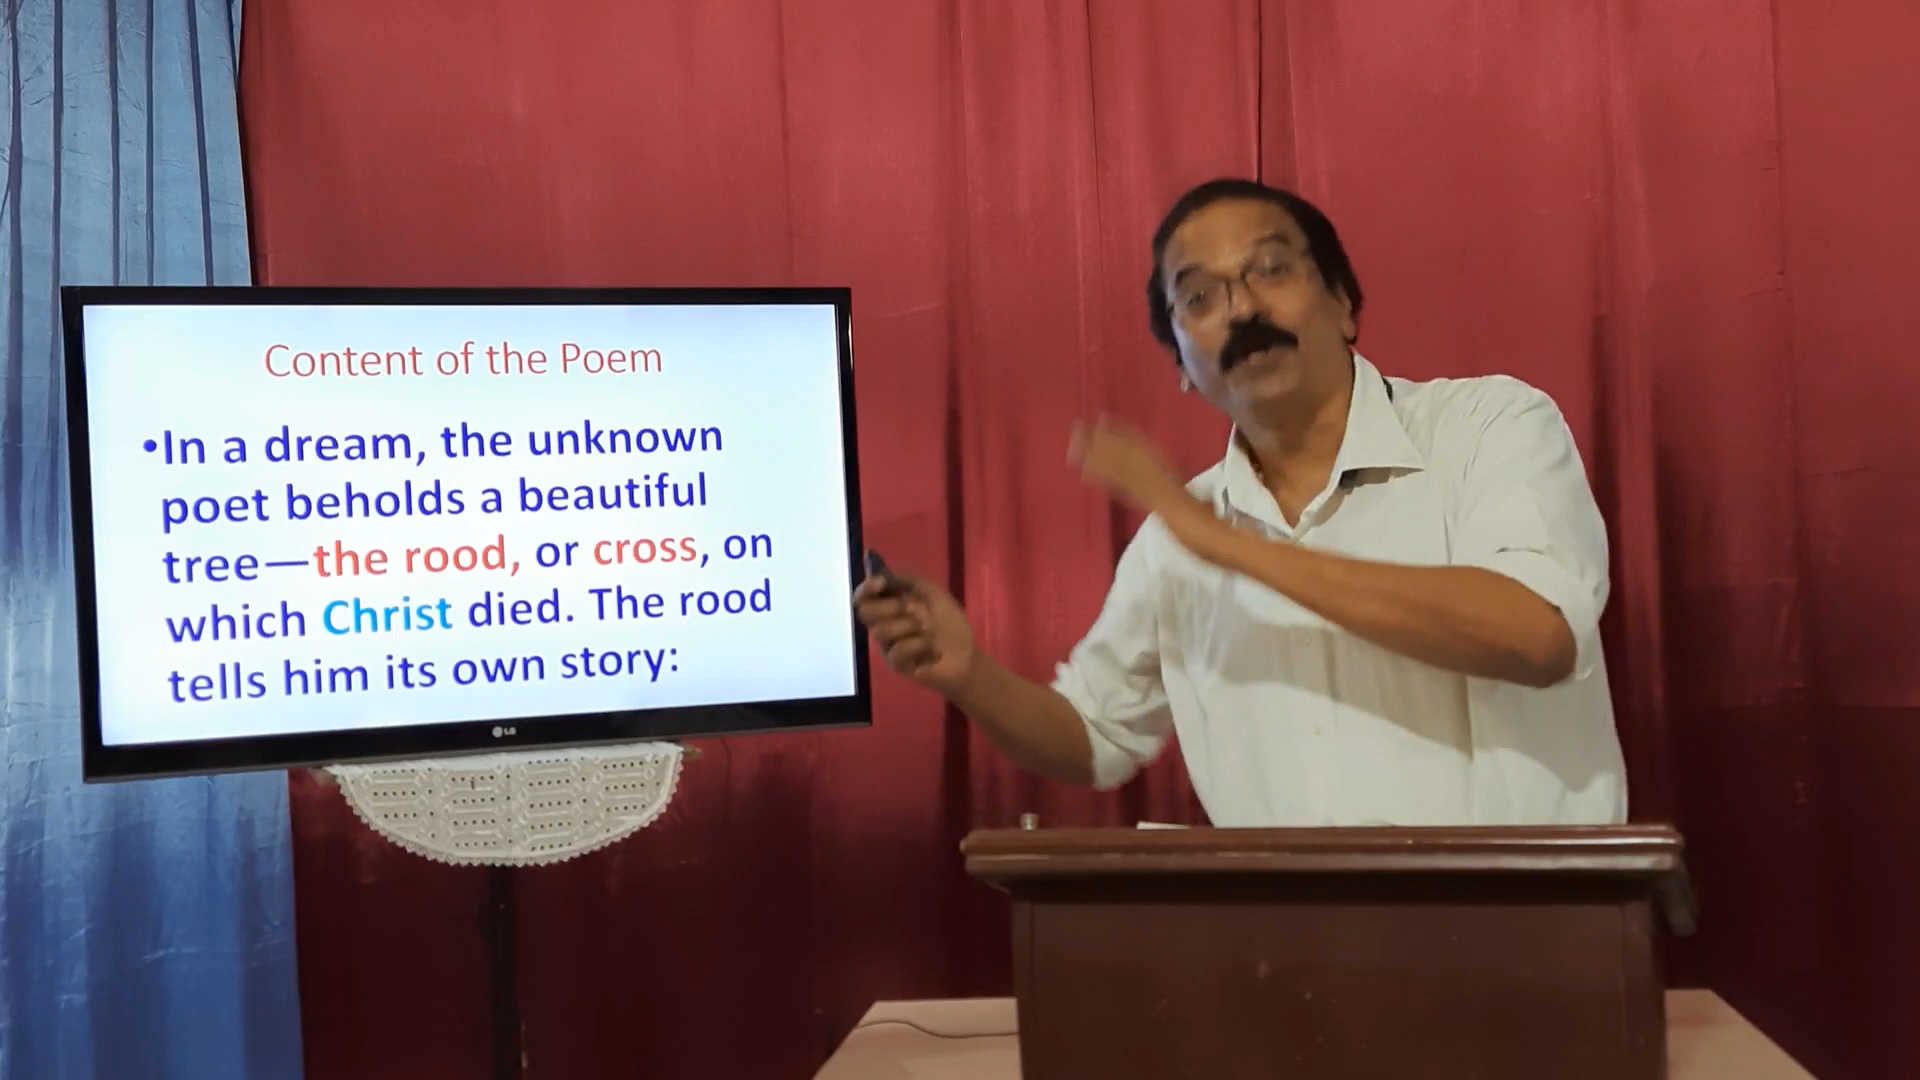 Content of the Poem
•In a dream, the unknown
poet beholds a beautiful
tree—the rood, or cross, on
which Christ died. The rood
tells him its own story:
LG